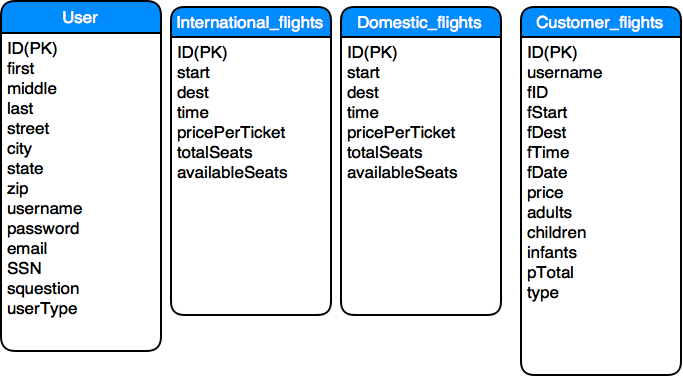 User
ID(PK)
first
middle
last
street
city
state
zip
username
password
email
SSN
squestion
userType
International_flights
ID(PK)
start
dest
time
pricePerTicket
totalSeats
availableSeats
Domestic_flights
ID(PK)
start
dest
time
pricePerTicket
totalSeats
availableSeats
Customer_flights
ID(PK)
username
fID
fStart
fDest
fTime
fDate
price
adults
children
infants
pTotal
type